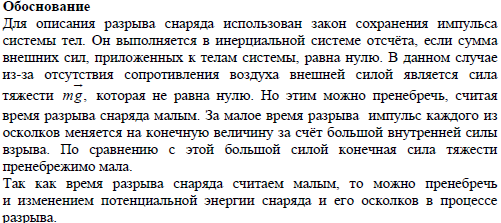 Обоснование
Для описания разрыва снаряда использован закон сохранения импульса
системы тел. Он выполняется в инерциальной системе отсчёта, если сумма
внешних сил, приложенных к телам системы, равна нулю. В данном случае
из-за отсутствия сопротивления воздуха внешней силой является сила
тяжести mg⃗, которая не равна нулю. Но этим можно пренебречь, считая
время разрыва снаряда малым. За малое время разрыва импульс каждого из
осколков меняется на конечную величину за счёт большой внутренней силы
взрыва. По сравнению с этой большой силой конечная сила тяжести
пренебрежимо мала.
Так как время разрыва снаряда считаем малым, то можно пренебречь
и изменением потенциальной энергии снаряда и его осколков в процессе
разрыва.